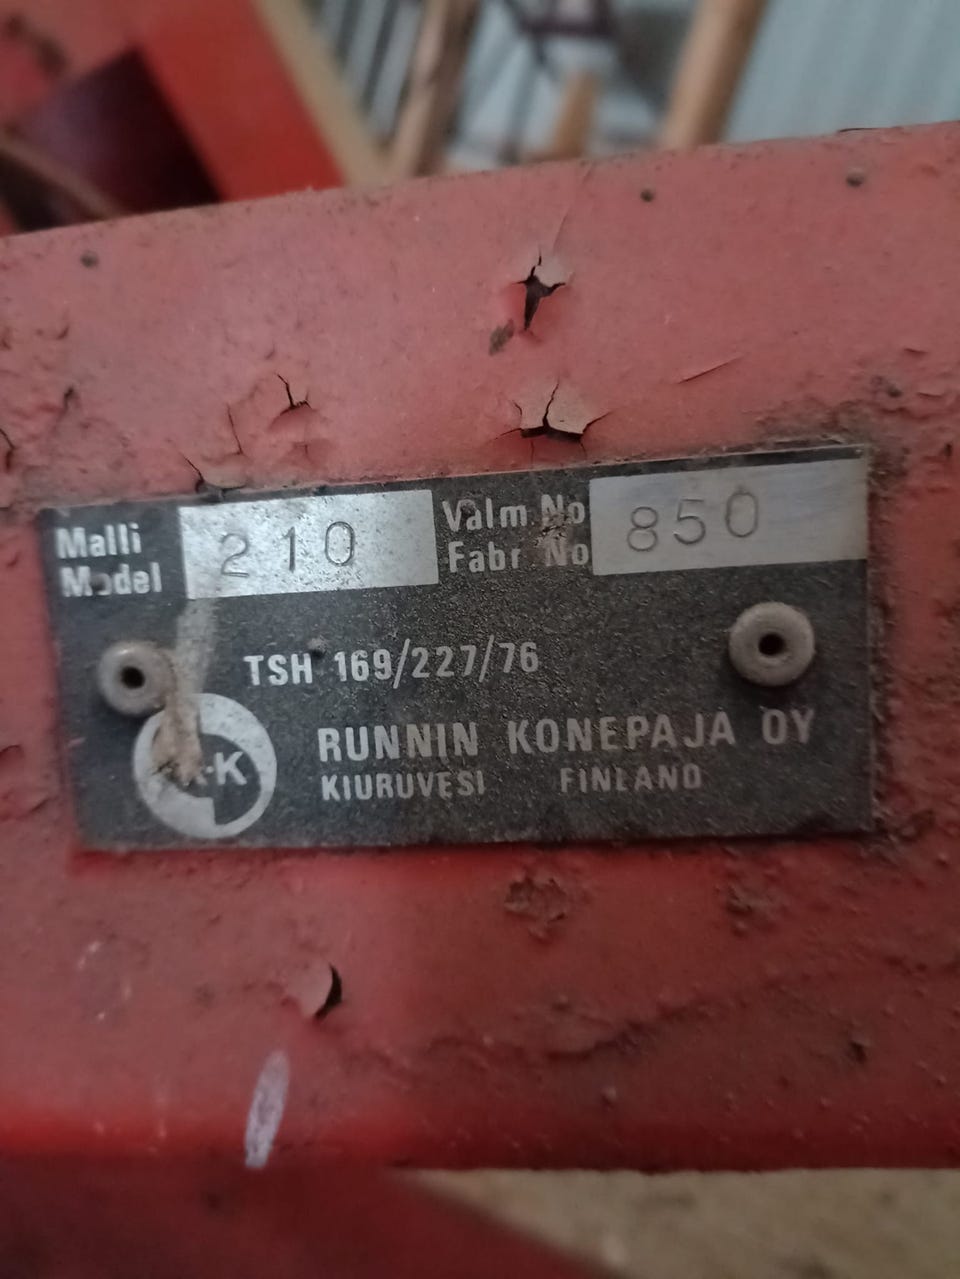 Malli 210 Valm No 850
Model Fabr No
TSH 169/227/76
RUNNIN KONEPAJA OY
KIURUVESI FINLAND